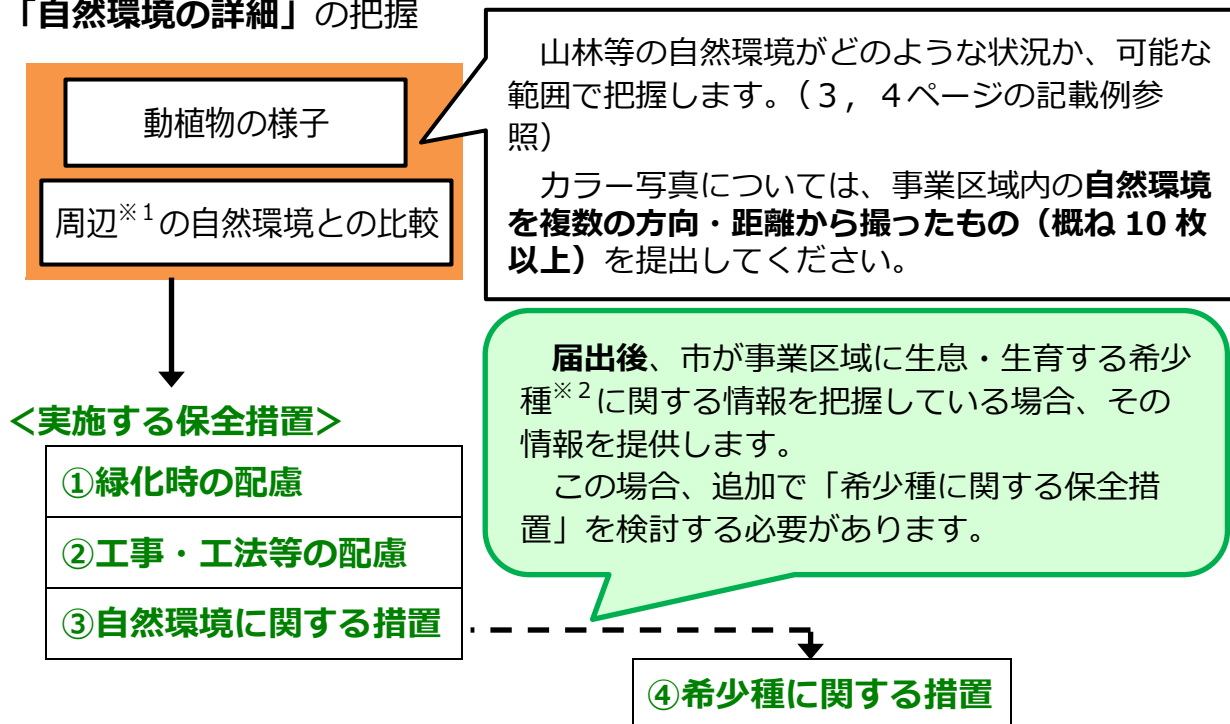 「自然環境の詳細」の把握
動植物の様子
周辺※1の自然環境との比較
山林等の自然環境がどのような状況か、可能な
範囲で把握します。（３，４ページの記載例参
照）
カラー写真については、事業区域内の自然環境
を複数の方向・距離から撮ったもの（概ね 10 枚
以上）を提出してください。
届出後、市が事業区域に生息・生育する希少
種※2に関する情報を把握している場合、その
情報を提供します。
この場合、追加で「希少種に関する保全措
置」を検討する必要があります。
＜実施する保全措置＞
①緑化時の配慮
②工事・工法等の配慮
③自然環境に関する措置
④希少種に関する措置